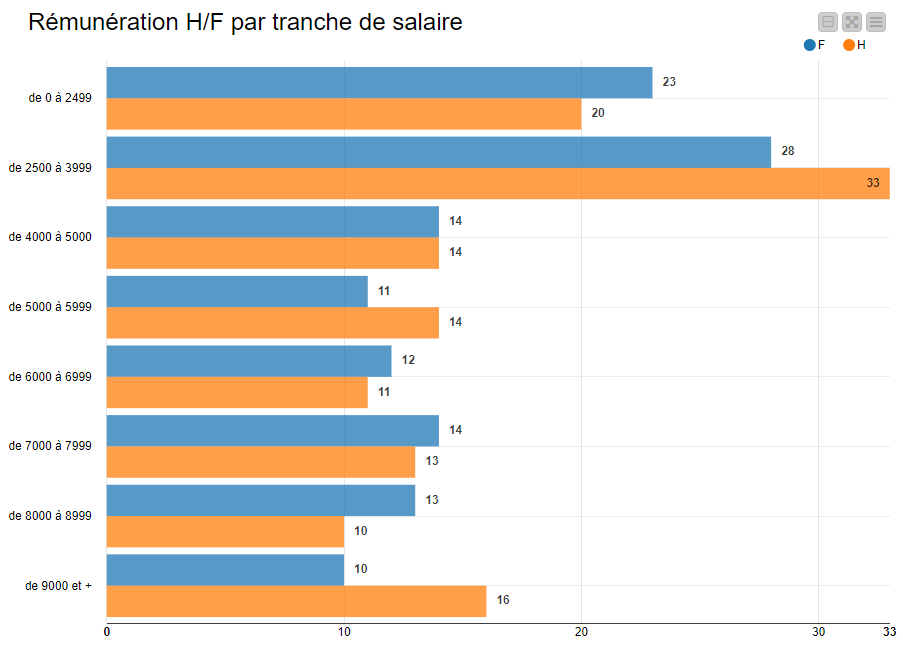 Rémunération H/F par tranche de salaire
F H
de 0 à 2499
23
20
de 2500 à 3999
28
33
de 4000 à 5000
14
14
de 5000 à 5999
11
14
de 6000 à 6999
12
11
de 7000 à 7999
14
13
de 8000 à 8999
13
10
de 9000 et +
10
16
0 10 20 30 33